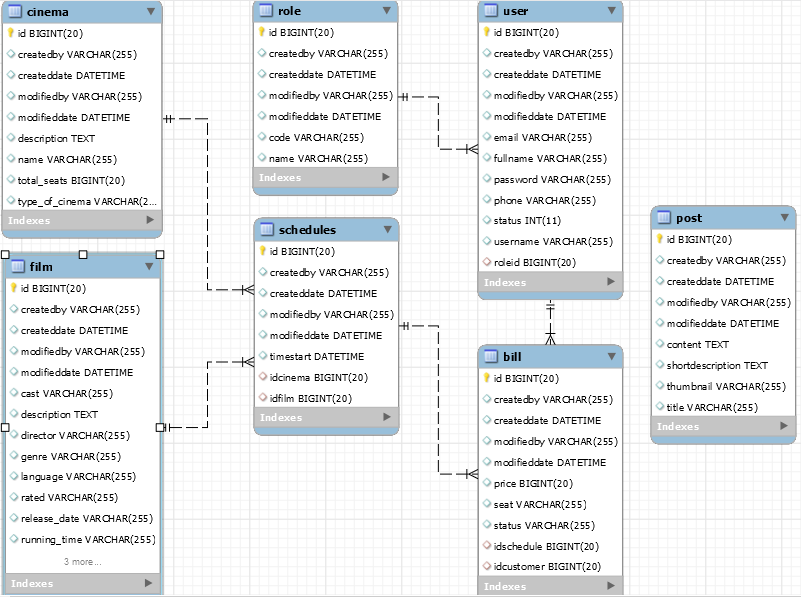 cinema
id BIGINT(20)
createdby VARCHAR(255)
createddate DATETIME
modifiedby VARCHAR(255)
modifieddate DATETIME
description TEXT
name VARCHAR(255)
total_seats BIGINT(20)
type_of_cinema VARCHAR(2...
Indexes
film
id BIGINT(20)
createdby VARCHAR(255)
createddate DATETIME
modifiedby VARCHAR(255)
modifieddate DATETIME
cast VARCHAR(255)
description TEXT
director VARCHAR(255)
genre VARCHAR(255)
language VARCHAR(255)
rated VARCHAR(255)
release_date VARCHAR(255)
running_time VARCHAR(255)
3 more...
Indexes
role
id BIGINT(20)
createdby VARCHAR(255)
createddate DATETIME
modifiedby VARCHAR(255)
modifieddate DATETIME
code VARCHAR(255)
name VARCHAR(255)
Indexes
schedules
id BIGINT(20)
createdby VARCHAR(255)
createddate DATETIME
modifiedby VARCHAR(255)
modifieddate DATETIME
timestart DATETIME
idcinema BIGINT(20)
idfilm BIGINT(20)
Indexes
user
id BIGINT(20)
createdby VARCHAR(255)
createddate DATETIME
modifiedby VARCHAR(255)
modifieddate DATETIME
email VARCHAR(255)
fullname VARCHAR(255)
password VARCHAR(255)
phone VARCHAR(255)
status INT(11)
username VARCHAR(255)
roleid BIGINT(20)
Indexes
bill
id BIGINT(20)
createdby VARCHAR(255)
createddate DATETIME
modifiedby VARCHAR(255)
modifieddate DATETIME
price BIGINT(20)
seat VARCHAR(255)
status VARCHAR(255)
idschedule BIGINT(20)
idcustomer BIGINT(20)
Indexes
post
id BIGINT(20)
createdby VARCHAR(255)
createddate DATETIME
modifiedby VARCHAR(255)
modifieddate DATETIME
content TEXT
shortdescription TEXT
thumbnail VARCHAR(255)
title VARCHAR(255)
Indexes